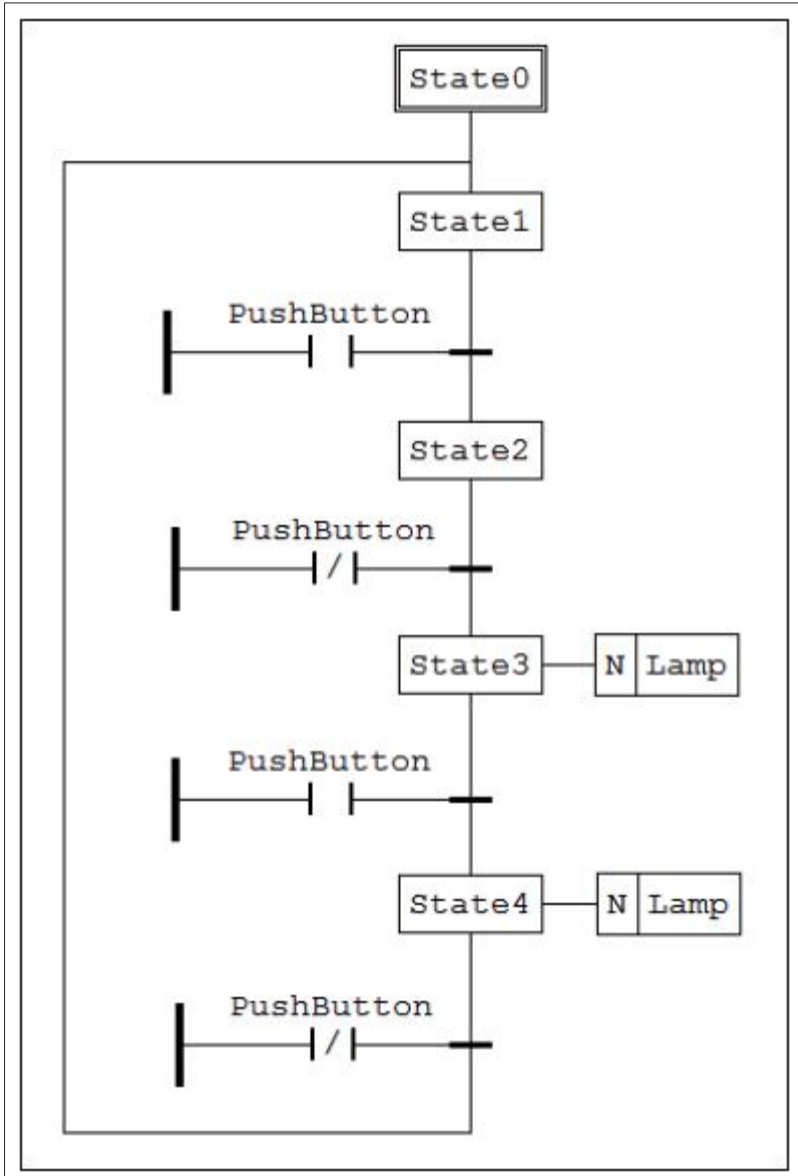 State0
State1
PushButton
State2
PushButton
/
State3 N Lamp
PushButton
State4 N Lamp
PushButton
/